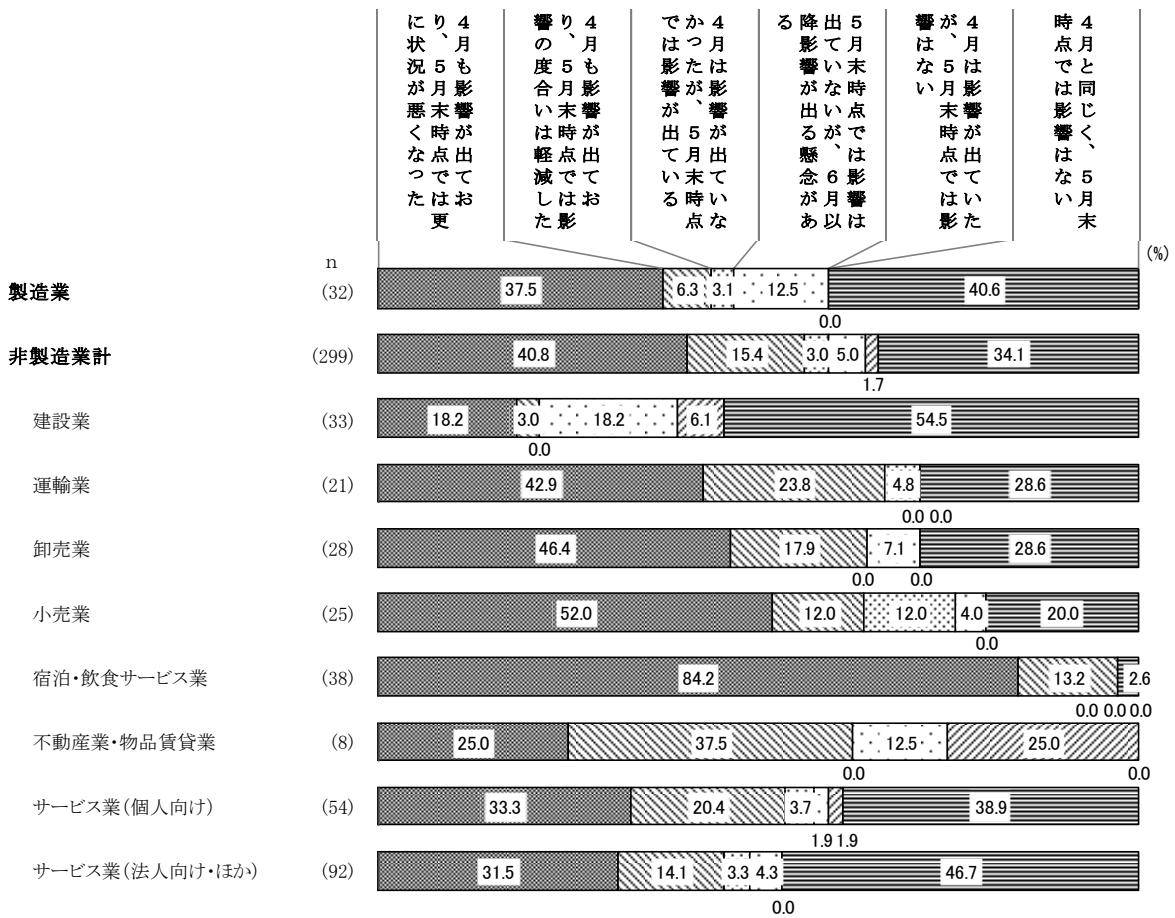 ４月も影響が出てお
り、５月末時点では更
に状況が悪くなった
４月も影響が出てお
り、５月末時点では影
響の度合いは軽減した
４月は影響が出ていな
かったが、５月末時点
では影響が出ている
５月末時点では影響は
出ていないが、６月以
降影響が出る懸念があ
る
４月は影響が出ていた
が、５月末時点では影
響はない
４月と同じく、５月末
時点では影響はない
n
(%)
製造業 (32) 37.5 6.3 3.1 12.5 40.6
0.0
非製造業計 (299) 40.8 15.4 3.0 5.0 34.1
1.7
建設業 (33) 18.2 3.0 18.2 6.1 54.5
0.0
運輸業 (21) 42.9 23.8 4.8 28.6
0.0 0.0
卸売業 (28) 46.4 17.9 7.1 28.6
0.0 0.0
小売業 (25) 52.0 12.0 12.0 4.0 20.0
0.0
宿泊・飲食サービス業 (38) 84.2 13.2 2.6
0.0 0.0 0.0
不動産業・物品賃貸業 (8) 25.0 37.5 12.5 25.0
0.0 0.0
サービス業(個人向け) (54) 33.3 20.4 3.7 38.9
1.9 1.9
サービス業(法人向け・ほか) (92) 31.5 14.1 3.3 4.3 46.7
0.0